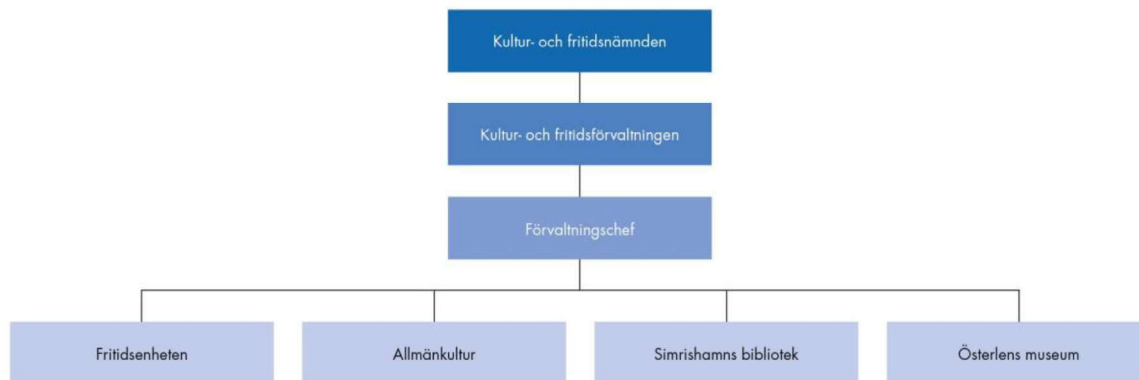 Kultur- och fritidsnämnden
Kultur- och fritidsförvaltningen
Förvaltningschef
Fritidsenheten
Allmänkultur
Simrishamns bibliotek
Österlens museum